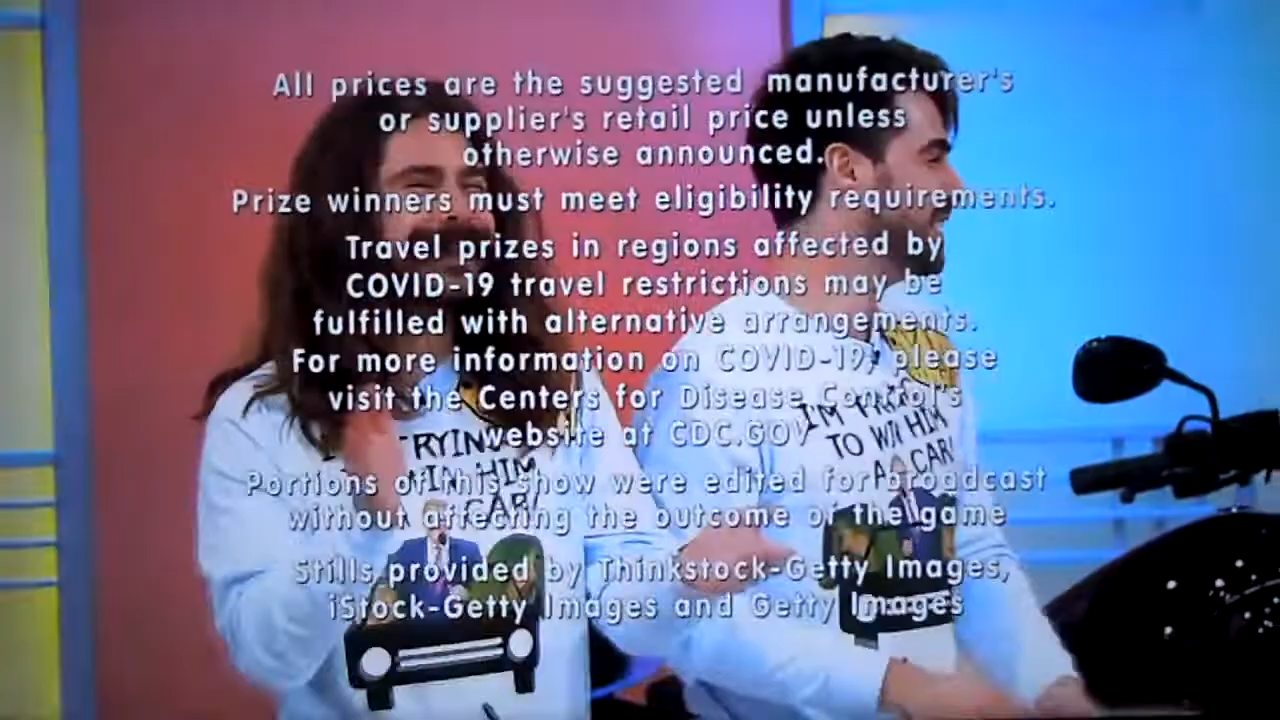 All prices are the suggested manufacturer's
or supplier's retail price unless
otherwise announced.
Prize winners must meet eligibility requirements.
Travel prizes in regions affected by
COVID-19 travel restrictions may be
fulfilled with alternative arrangements.
For more information on COVID-19, please
visit the Centers for Disease Control's
website at CDC.GOV
Portions of this show were edited for broadcast
without affecting the outcome of the game
Stills provided by Thinkstock-Getty Images,
iStock-Getty Images and Getty Images
HIM
CAR!
I'M TRYING
TO WIN HIM
A CAR!